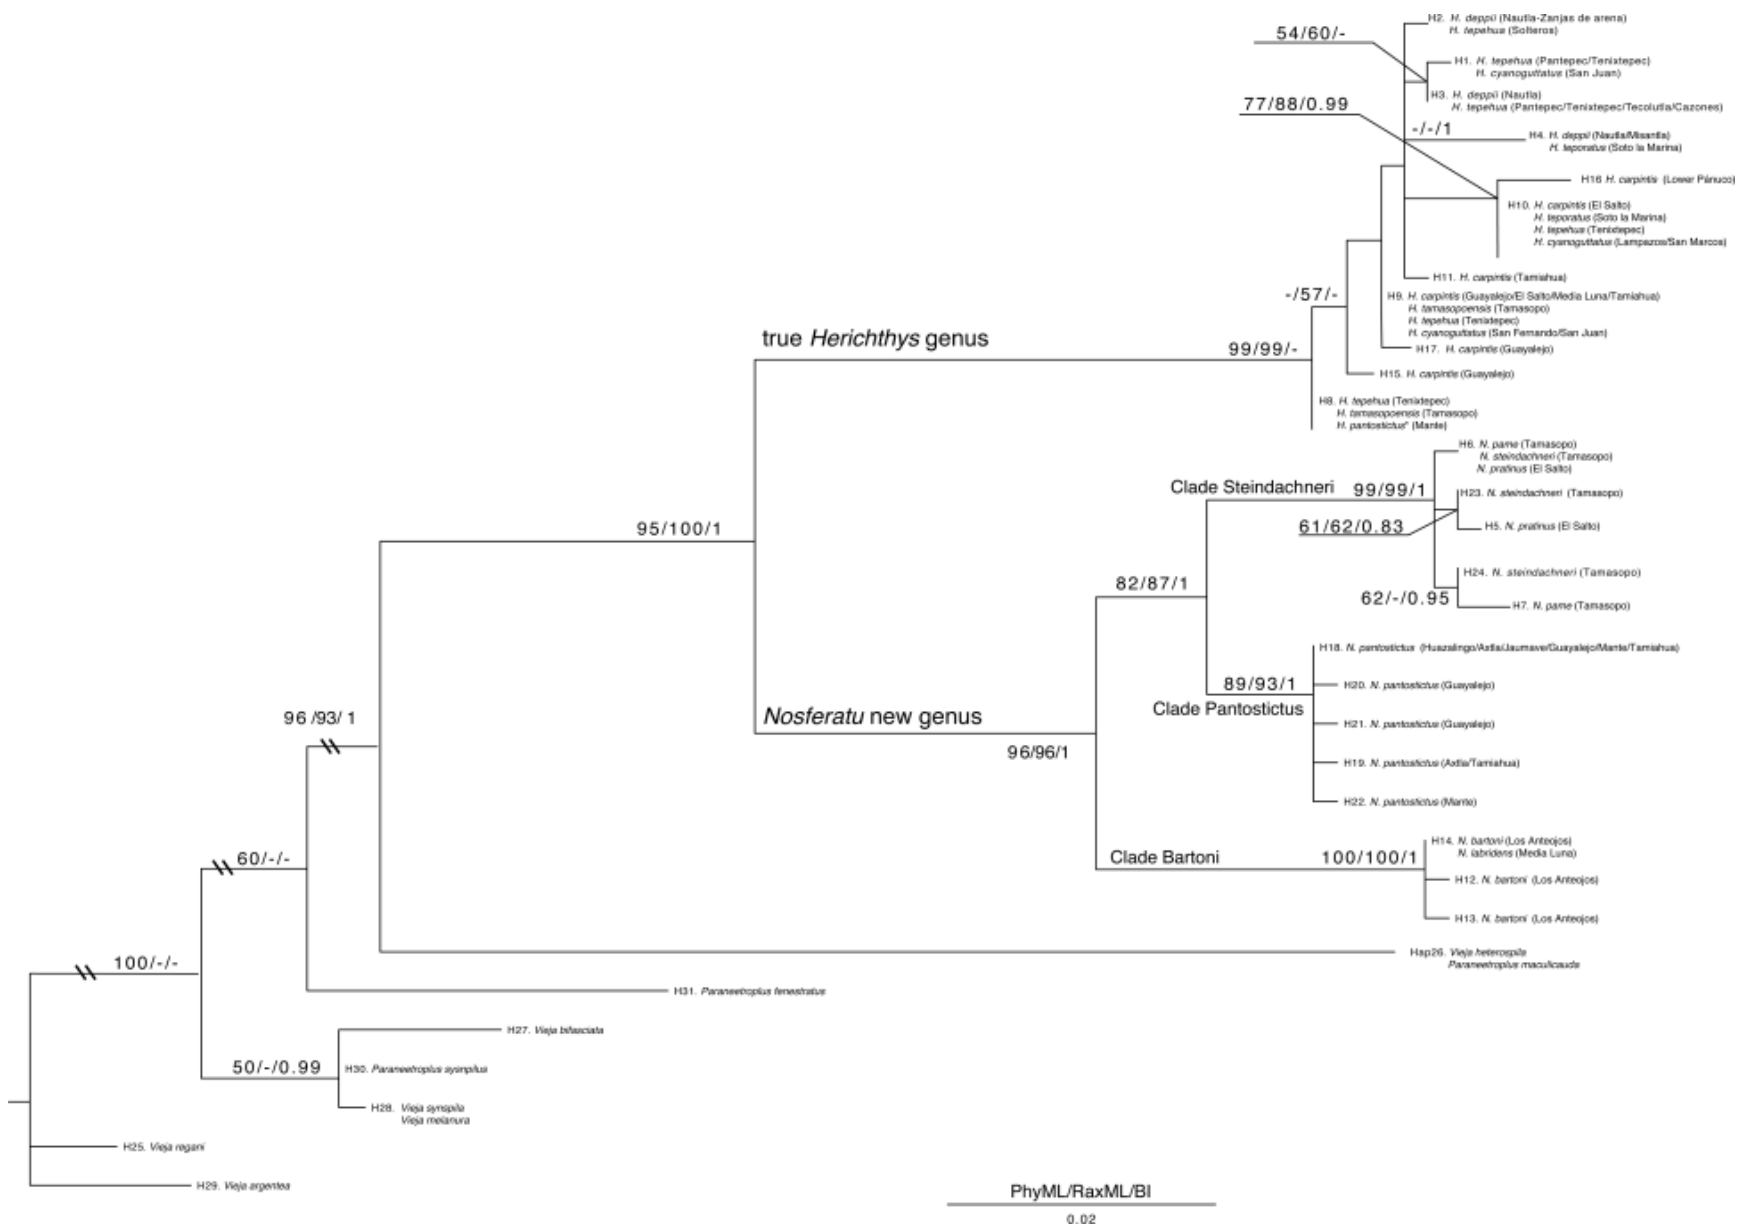 H2. H. deppii (Nautla-Zanjas de arena)
H. tepehua (Solteros)
54/60/-
H1. H. tepehua (Pantepec/Tenixtepec)
H. cyanoguttatus (San Juan)
H3. H. deppii (Nautla)
H. tepehua (Pantepec/Tenixtepec/Tecolutla/Cazones)
77/88/0.99
-/-/1
H4. H. deppii (Nautla/Misantla)
H. teporatus (Soto la Marina)
H16 H. carpintis (Lower Pánuco)
H10. H. carpintis (El Salto)
H. teporatus (Soto la Marina)
H. tepehua (Tenixtepec)
H. cyanoguttatus (Lampazos/San Marcos)
H11. H. carpintis (Tamiahua)
-/57/-
H9. H. carpintis (Guayalejo/El Salto/Media Luna/Tamiahua)
H. tamasopoensis (Tamasopo)
H. tepehua (Tenixtepec)
H. cyanoguttatus (San Fernando/San Juan)
true Herichthys genus
99/99/-
H17. H. carpintis (Guayalejo)
H15. H. carpintis (Guayalejo)
H8. H. tepehua (Tenixtepec)
H. tamasopoensis (Tamasopo)
H. pantostictus* (Mante)
H6. N. pame (Tamasopo)
N. steindachneri (Tamasopo)
N. pratinus (El Salto)
Clade Steindachneri 99/99/1
H23. N. steindachneri (Tamasopo)
61/62/0.83
H5. N. pratinus (El Salto)
95/100/1
H24. N. steindachneri (Tamasopo)
82/87/1
62/-/0.95
H7. N. pame (Tamasopo)
H18. N. pantostictus (Huazalingo/Axtla/Jaumave/Guayalejo/Mante/Tamiahua)
89/93/1
H20. N. pantostictus (Guayalejo)
Clade Pantostictus
Nosferatu new genus
96 /93/ 1
H21. N. pantostictus (Guayalejo)
96/96/1
H19. N. pantostictus (Axtla/Tamiahua)
H22. N. pantostictus (Mante)
H14. N. bartoni (Los Anteojos)
N. labridens (Media Luna)
Clade Bartoni 100/100/1
60/-/-
H12. N. bartoni (Los Anteojos)
H13. N. bartoni (Los Anteojos)
Hap26. Vieja heterospila
Paraneetroplus maculicauda
100/-/-
H31. Paraneetroplus fenestratus
H27. Vieja bifasciata
50/-/0.99
H30. Paraneetroplus synspilus
H28. Vieja synspila
Vieja melanura
H25. Vieja regani
H29. Vieja argentea
PhyML/RaxML/BI
0.02